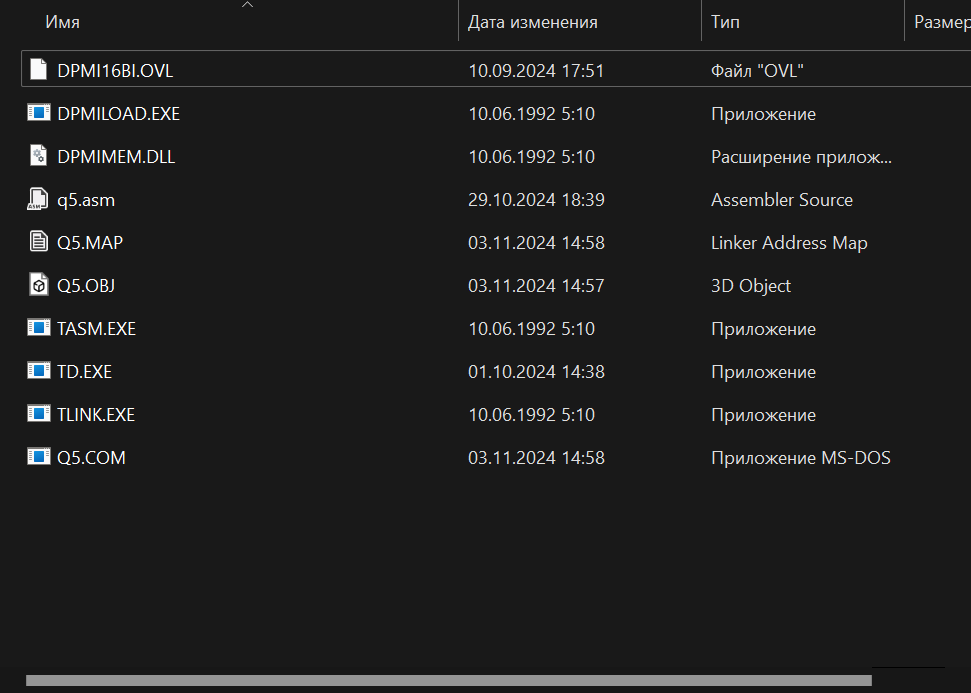 Имя Дата изменения Тип Размер
DPMI16BI.OVL 10.09.2024 17:51 Файл "OVL"
DPMILOAD.EXE 10.06.1992 5:10 Приложение
DPMIMEM.DLL 10.06.1992 5:10 Расширение прилож...
q5.asm 29.10.2024 18:39 Assembler Source
Q5.MAP 03.11.2024 14:58 Linker Address Map
Q5.OBJ 03.11.2024 14:57 3D Object
TASM.EXE 10.06.1992 5:10 Приложение
TD.EXE 01.10.2024 14:38 Приложение
TLINK.EXE 10.06.1992 5:10 Приложение
Q5.COM 03.11.2024 14:58 Приложение MS-DOS